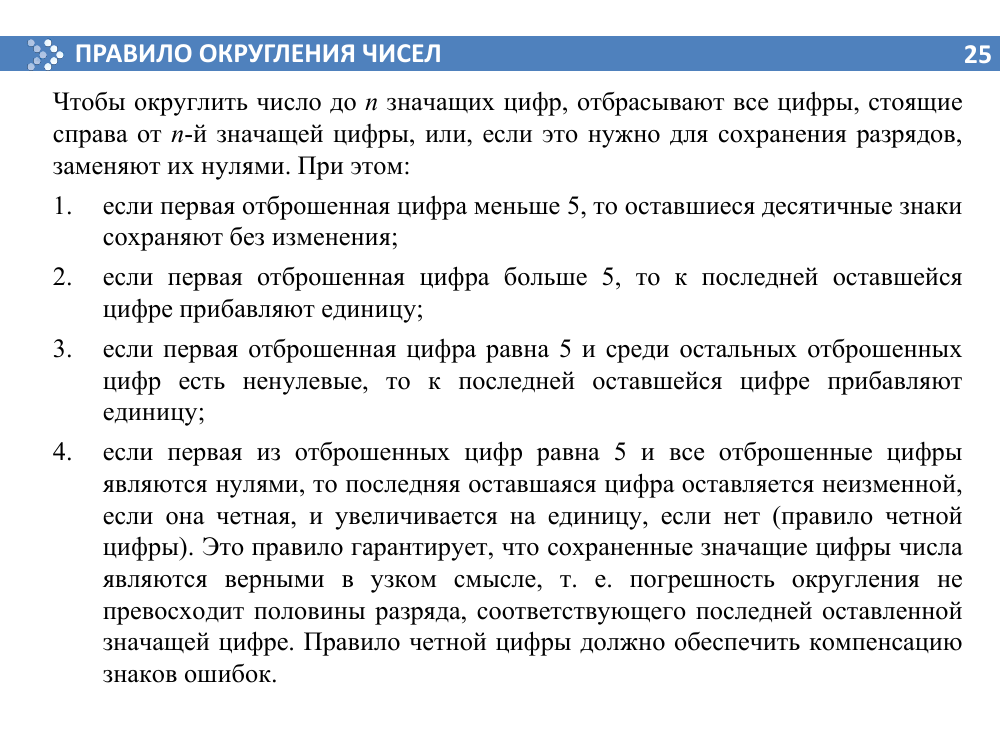 ПРАВИЛО ОКРУГЛЕНИЯ ЧИСЕЛ 25
Чтобы округлить число до n значащих цифр, отбрасывают все цифры, стоящие
справа от n-й значащей цифры, или, если это нужно для сохранения разрядов,
заменяют их нулями. При этом:
1. если первая отброшенная цифра меньше 5, то оставшиеся десятичные знаки
сохраняют без изменения;
2. если первая отброшенная цифра больше 5, то к последней оставшейся
цифре прибавляют единицу;
3. если первая отброшенная цифра равна 5 и среди остальных отброшенных
цифр есть ненулевые, то к последней оставшейся цифре прибавляют
единицу;
4. если первая из отброшенных цифр равна 5 и все отброшенные цифры
являются нулями, то последняя оставшаяся цифра оставляется неизменной,
если она четная, и увеличивается на единицу, если нет (правило четной
цифры). Это правило гарантирует, что сохраненные значащие цифры числа
являются верными в узком смысле, т. е. погрешность округления не
превосходит половины разряда, соответствующего последней оставленной
значащей цифре. Правило четной цифры должно обеспечить компенсацию
знаков ошибок.